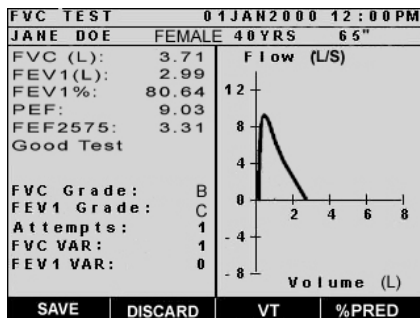 FVC TEST 01JAN2000 12:00PM
JANE DOE FEMALE 40YRS 65"
FVC (L): 3.71
FEV1(L): 2.99
FEV1%: 80.64
PEF: 9.03
FEF2575: 3.31
Good Test
FVC Grade: B
FEV1 Grade: C
Attempts: 1
FVC VAR: 1
FEV1 VAR: 0
Flow (L/S)
12
8
4
0
2 4 6 8
-4
-8
Volume (L)
SAVE DISCARD VT %PRED